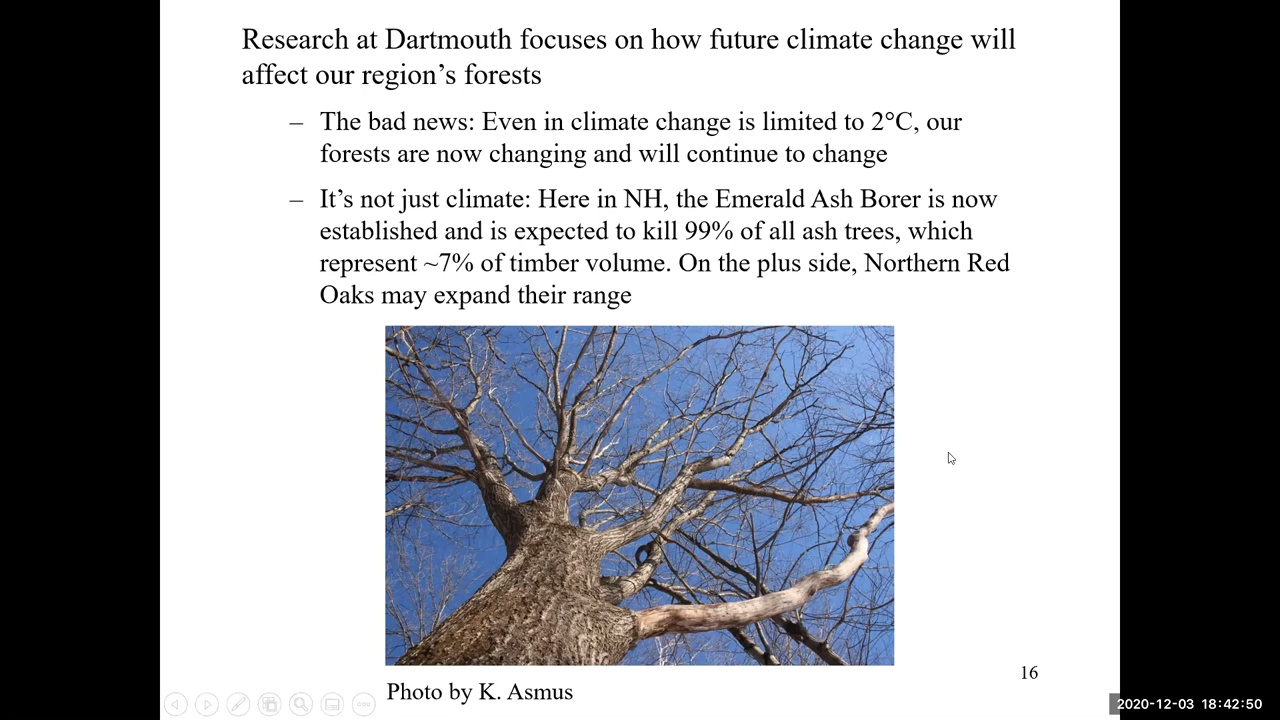 Research at Dartmouth focuses on how future climate change will
affect our region’s forests
– The bad news: Even in climate change is limited to 2°C, our
forests are now changing and will continue to change
– It’s not just climate: Here in NH, the Emerald Ash Borer is now
established and is expected to kill 99% of all ash trees, which
represent ~7% of timber volume. On the plus side, Northern Red
Oaks may expand their range
16
Photo by K. Asmus
2020-12-03 18:42:50